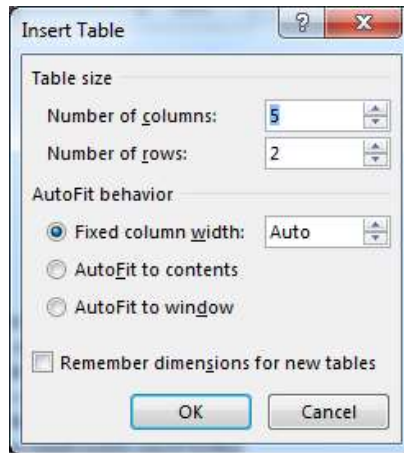 Insert Table
Table size
Number of columns: 5
Number of rows: 2
AutoFit behavior
Fixed column width: Auto
AutoFit to contents
AutoFit to window
Remember dimensions for new tables
OK Cancel